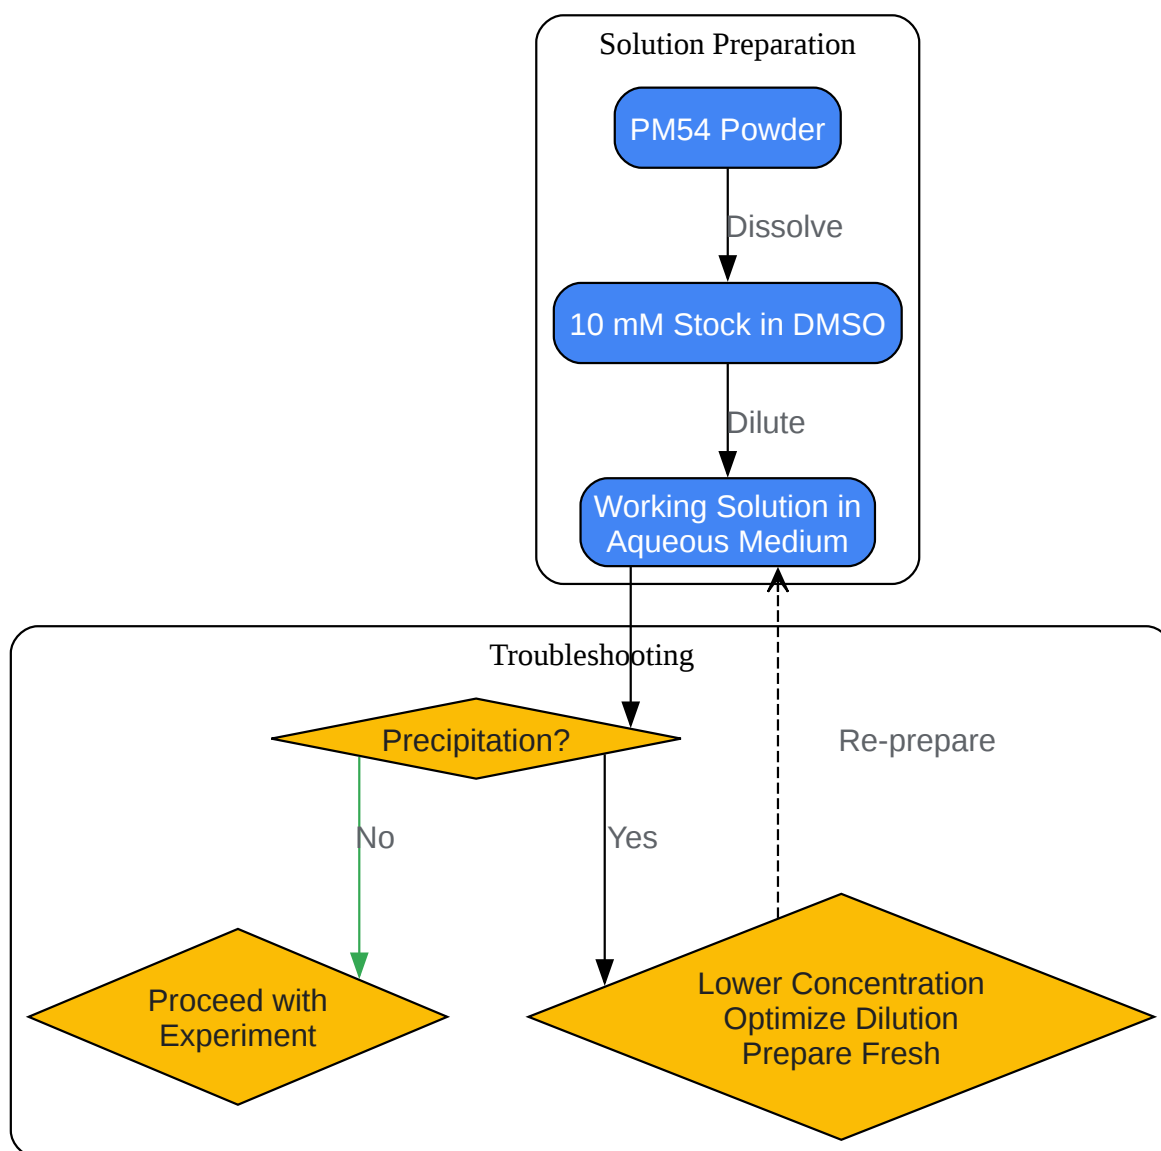 Solution Preparation
PM54 Powder
Dissolve
10 mM Stock in DMSO
Dilute
Working Solution in
Aqueous Medium
Troubleshooting
Precipitation?
Re-prepare
No
Yes
Proceed with
Experiment
Lower Concentration
Optimize Dilution
Prepare Fresh